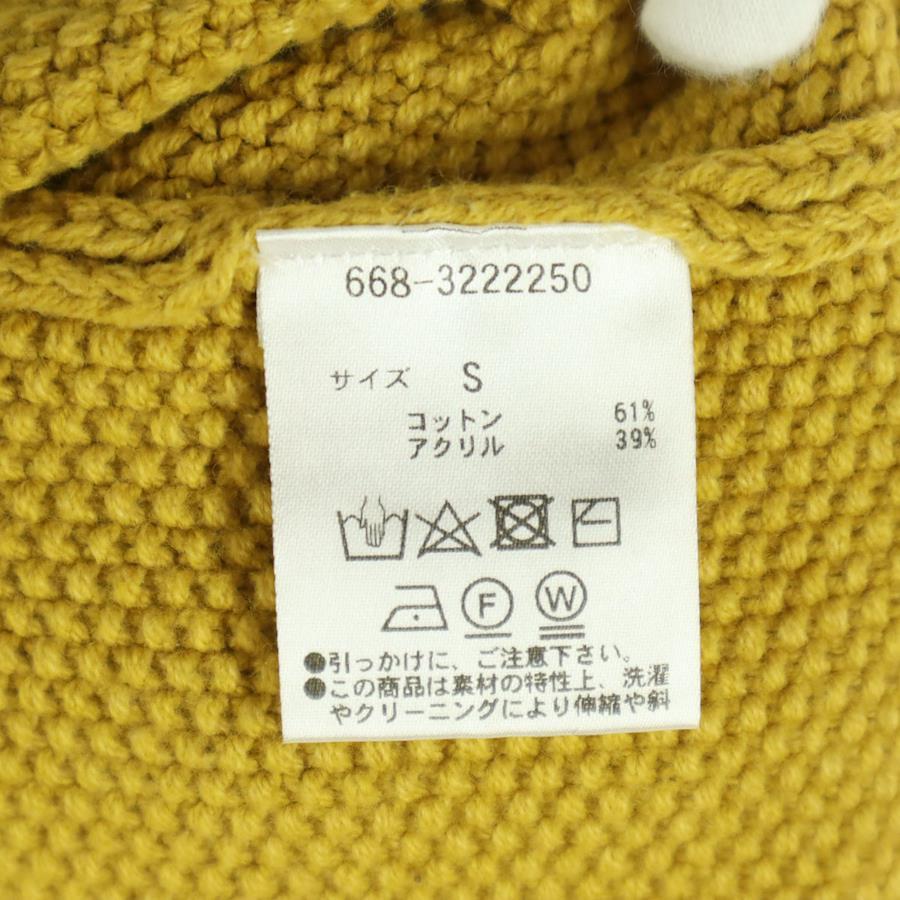 668-3222250
サイズ S
コットン 61%
アクリル 39%
F W
●引っかけに、ご注意下さい。
●この商品は素材の特性上、洗濯
やクリーニングにより伸縮や斜